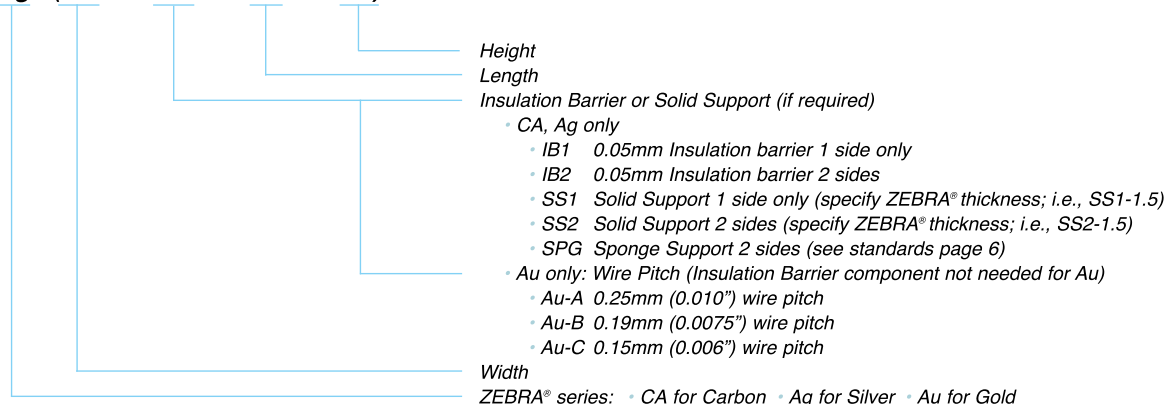 Height
Length
Insulation Barrier or Solid Support (if required)
• CA, Ag only
• IB1 0.05mm Insulation barrier 1 side only
• IB2 0.05mm Insulation barrier 2 sides
• SS1 Solid Support 1 side only (specify ZEBRA® thickness; i.e., SS1-1.5)
• SS2 Solid Support 2 sides (specify ZEBRA® thickness; i.e., SS2-1.5)
• SPG Sponge Support 2 sides (see standards page 6)
• Au only: Wire Pitch (Insulation Barrier component not needed for Au)
• Au-A 0.25mm (0.010”) wire pitch
• Au-B 0.19mm (0.0075”) wire pitch
• Au-C 0.15mm (0.006”) wire pitch
Width
ZEBRA® series: • CA for Carbon • Ag for Silver • Au for Gold